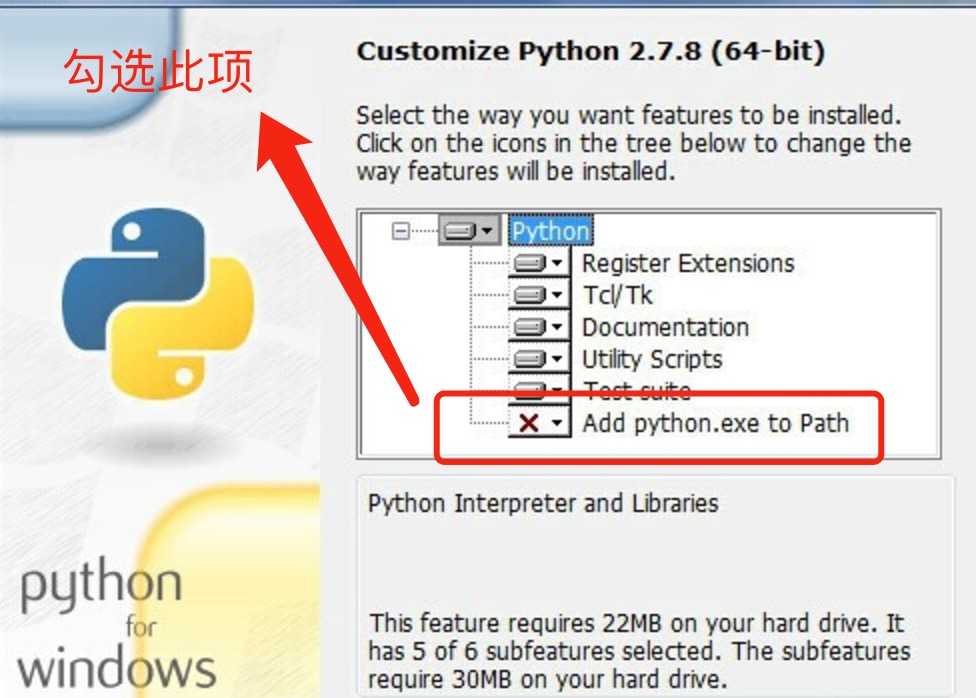 勾选此项
Customize Python 2.7.8 (64-bit)
Select the way you want features to be installed.
Click on the icons in the tree below to change the
way features will be installed.
Python
Register Extensions
Tcl/Tk
Documentation
Utility Scripts
Test suite
Add python.exe to Path
Python Interpreter and Libraries
This feature requires 22MB on your hard drive. It
has 5 of 6 subfeatures selected. The subfeatures
require 30MB on your hard drive.
python
for
windows